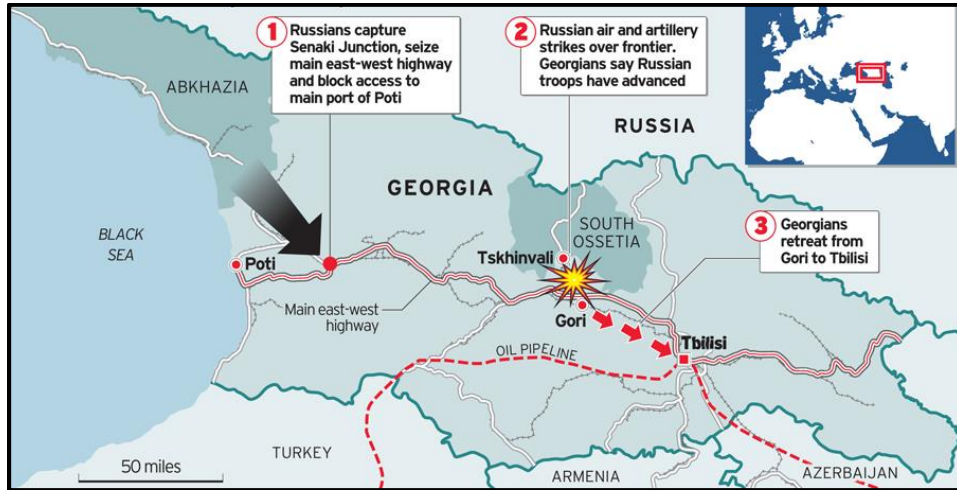 1
Russians capture
Senaki Junction, seize
main east-west highway
and block access to
main port of Poti
2
Russian air and artillery
strikes over frontier.
Georgians say Russian
troops have advanced
ABKHAZIA
RUSSIA
GEORGIA
BLACK
SEA
SOUTH
OSSETIA
3
Georgians
retreat from
Gori to Tbilisi
Tskhinvali
Poti
Main east-west
highway
Gori
Tbilisi
OIL PIPELINE
50 miles
TURKEY
ARMENIA
AZERBAIJAN